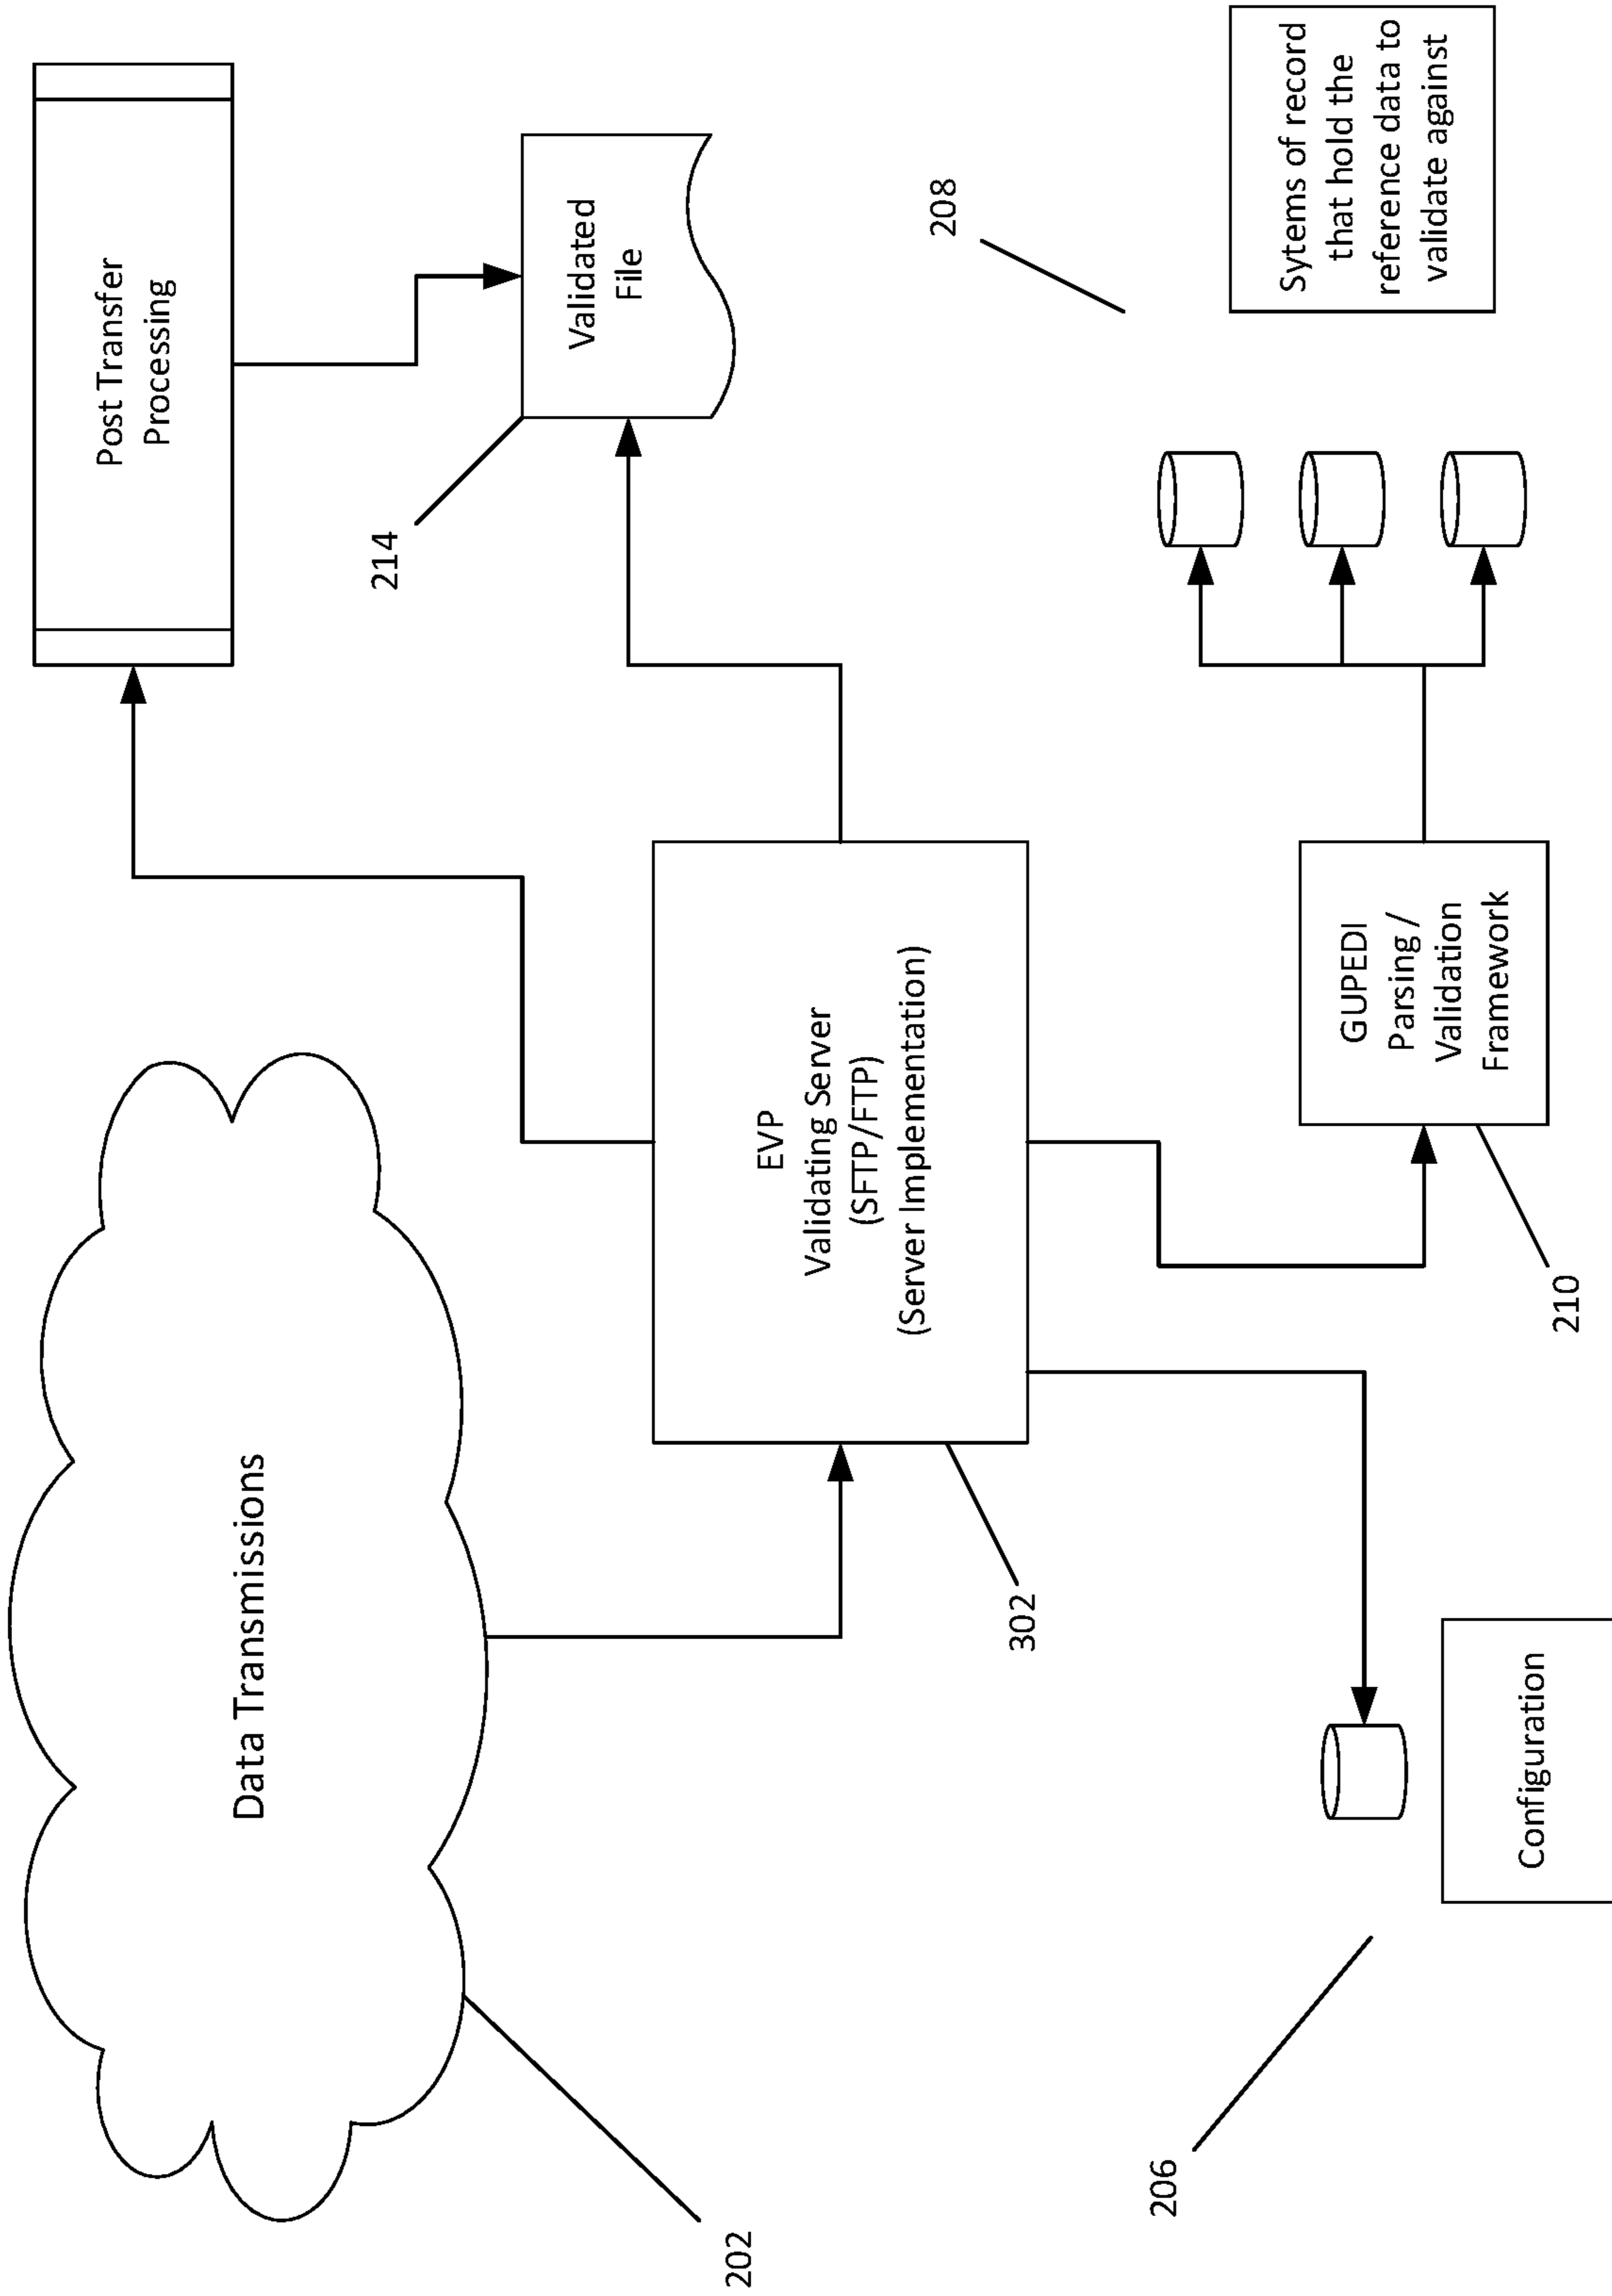 Data Transmissions
202
Post Transfer
Processing
214
Validated
File
EVP
Validating Server
(SFTP/FTP)
(Server Implementation)
302
208
Sytems of record
that hold the
reference data to
validate against
GUPEDI
Parsing /
Validation
Framework
210
206
Configuration